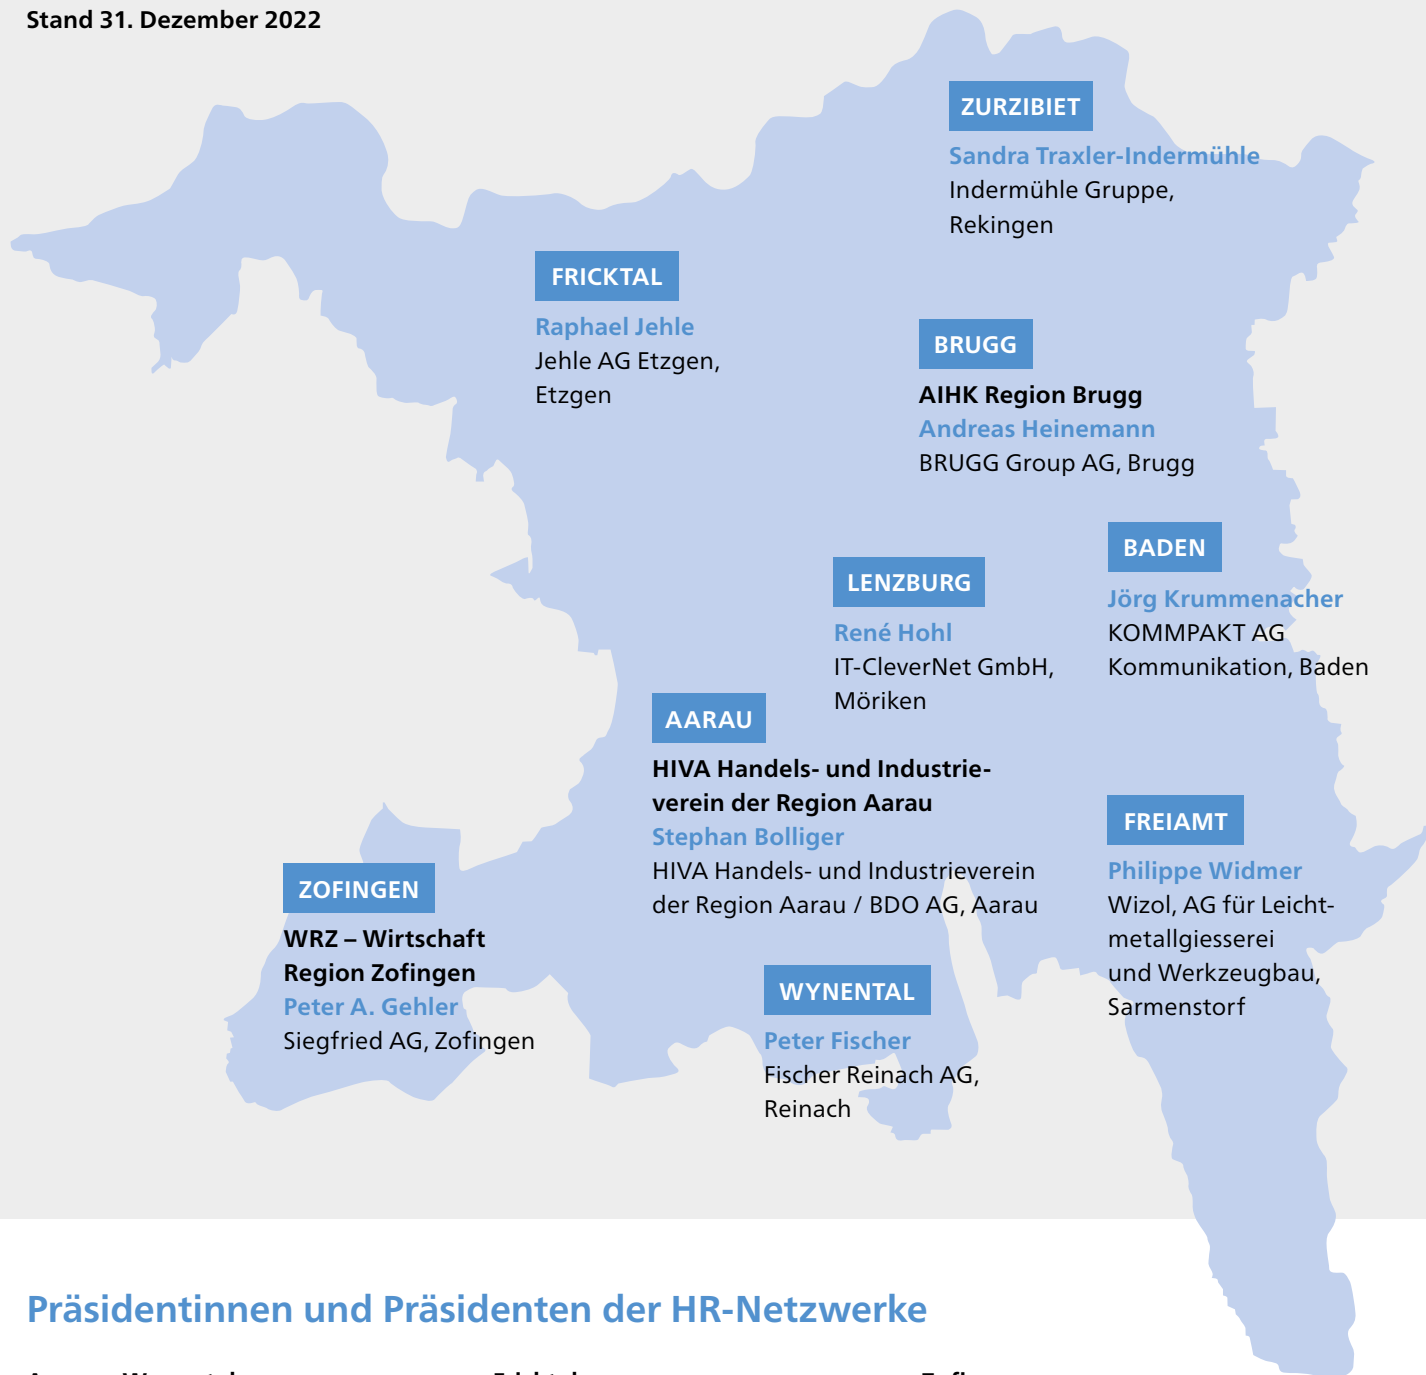 Stand 31. Dezember 2022
ZURZIBIET
Sandra Traxler-Indermühle
Indermühle Gruppe,
Rekingen
FRICKTAL
Raphael Jehle
Jehle AG Etzgen,
Etzgen
BRUGG
AIHK Region Brugg
Andreas Heinemann
BRUGG Group AG, Brugg
BADEN
Jörg Krummenacher
KOMMPAKT AG
Kommunikation, Baden
LENZBURG
René Hohl
IT-CleverNet GmbH,
Möriken
AARAU
HIVA Handels- und Industrie-
verein der Region Aarau
Stephan Bolliger
HIVA Handels- und Industrieverein
der Region Aarau / BDO AG, Aarau
FREIAMT
Philippe Widmer
Wizol, AG für Leicht-
metallgiesserei
und Werkzeugbau,
Sarmenstorf
ZOFINGEN
WRZ – Wirtschaft
Region Zofingen
Peter A. Gehler
Siegfried AG, Zofingen
WYNENTAL
Peter Fischer
Fischer Reinach AG,
Reinach
Präsidentinnen und Präsidenten der HR-Netzwerke